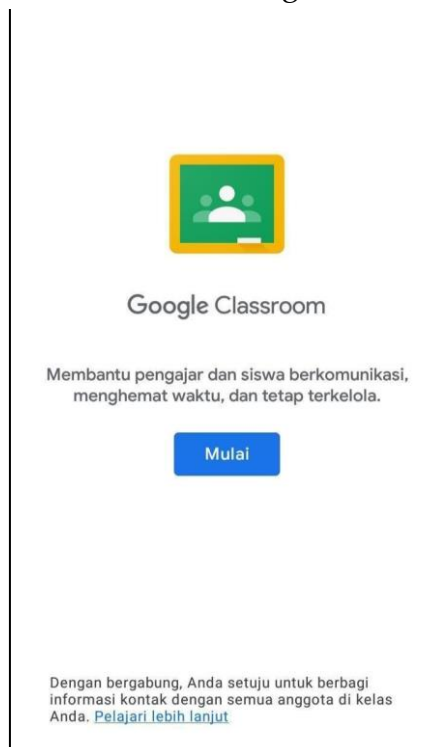 Google Classroom
Membantu pengajar dan siswa berkomunikasi,
menghemat waktu, dan tetap terkelola.
Mulai
Dengan bergabung, Anda setuju untuk berbagi
informasi kontak dengan semua anggota di kelas
Anda. Pelajari lebih lanjut